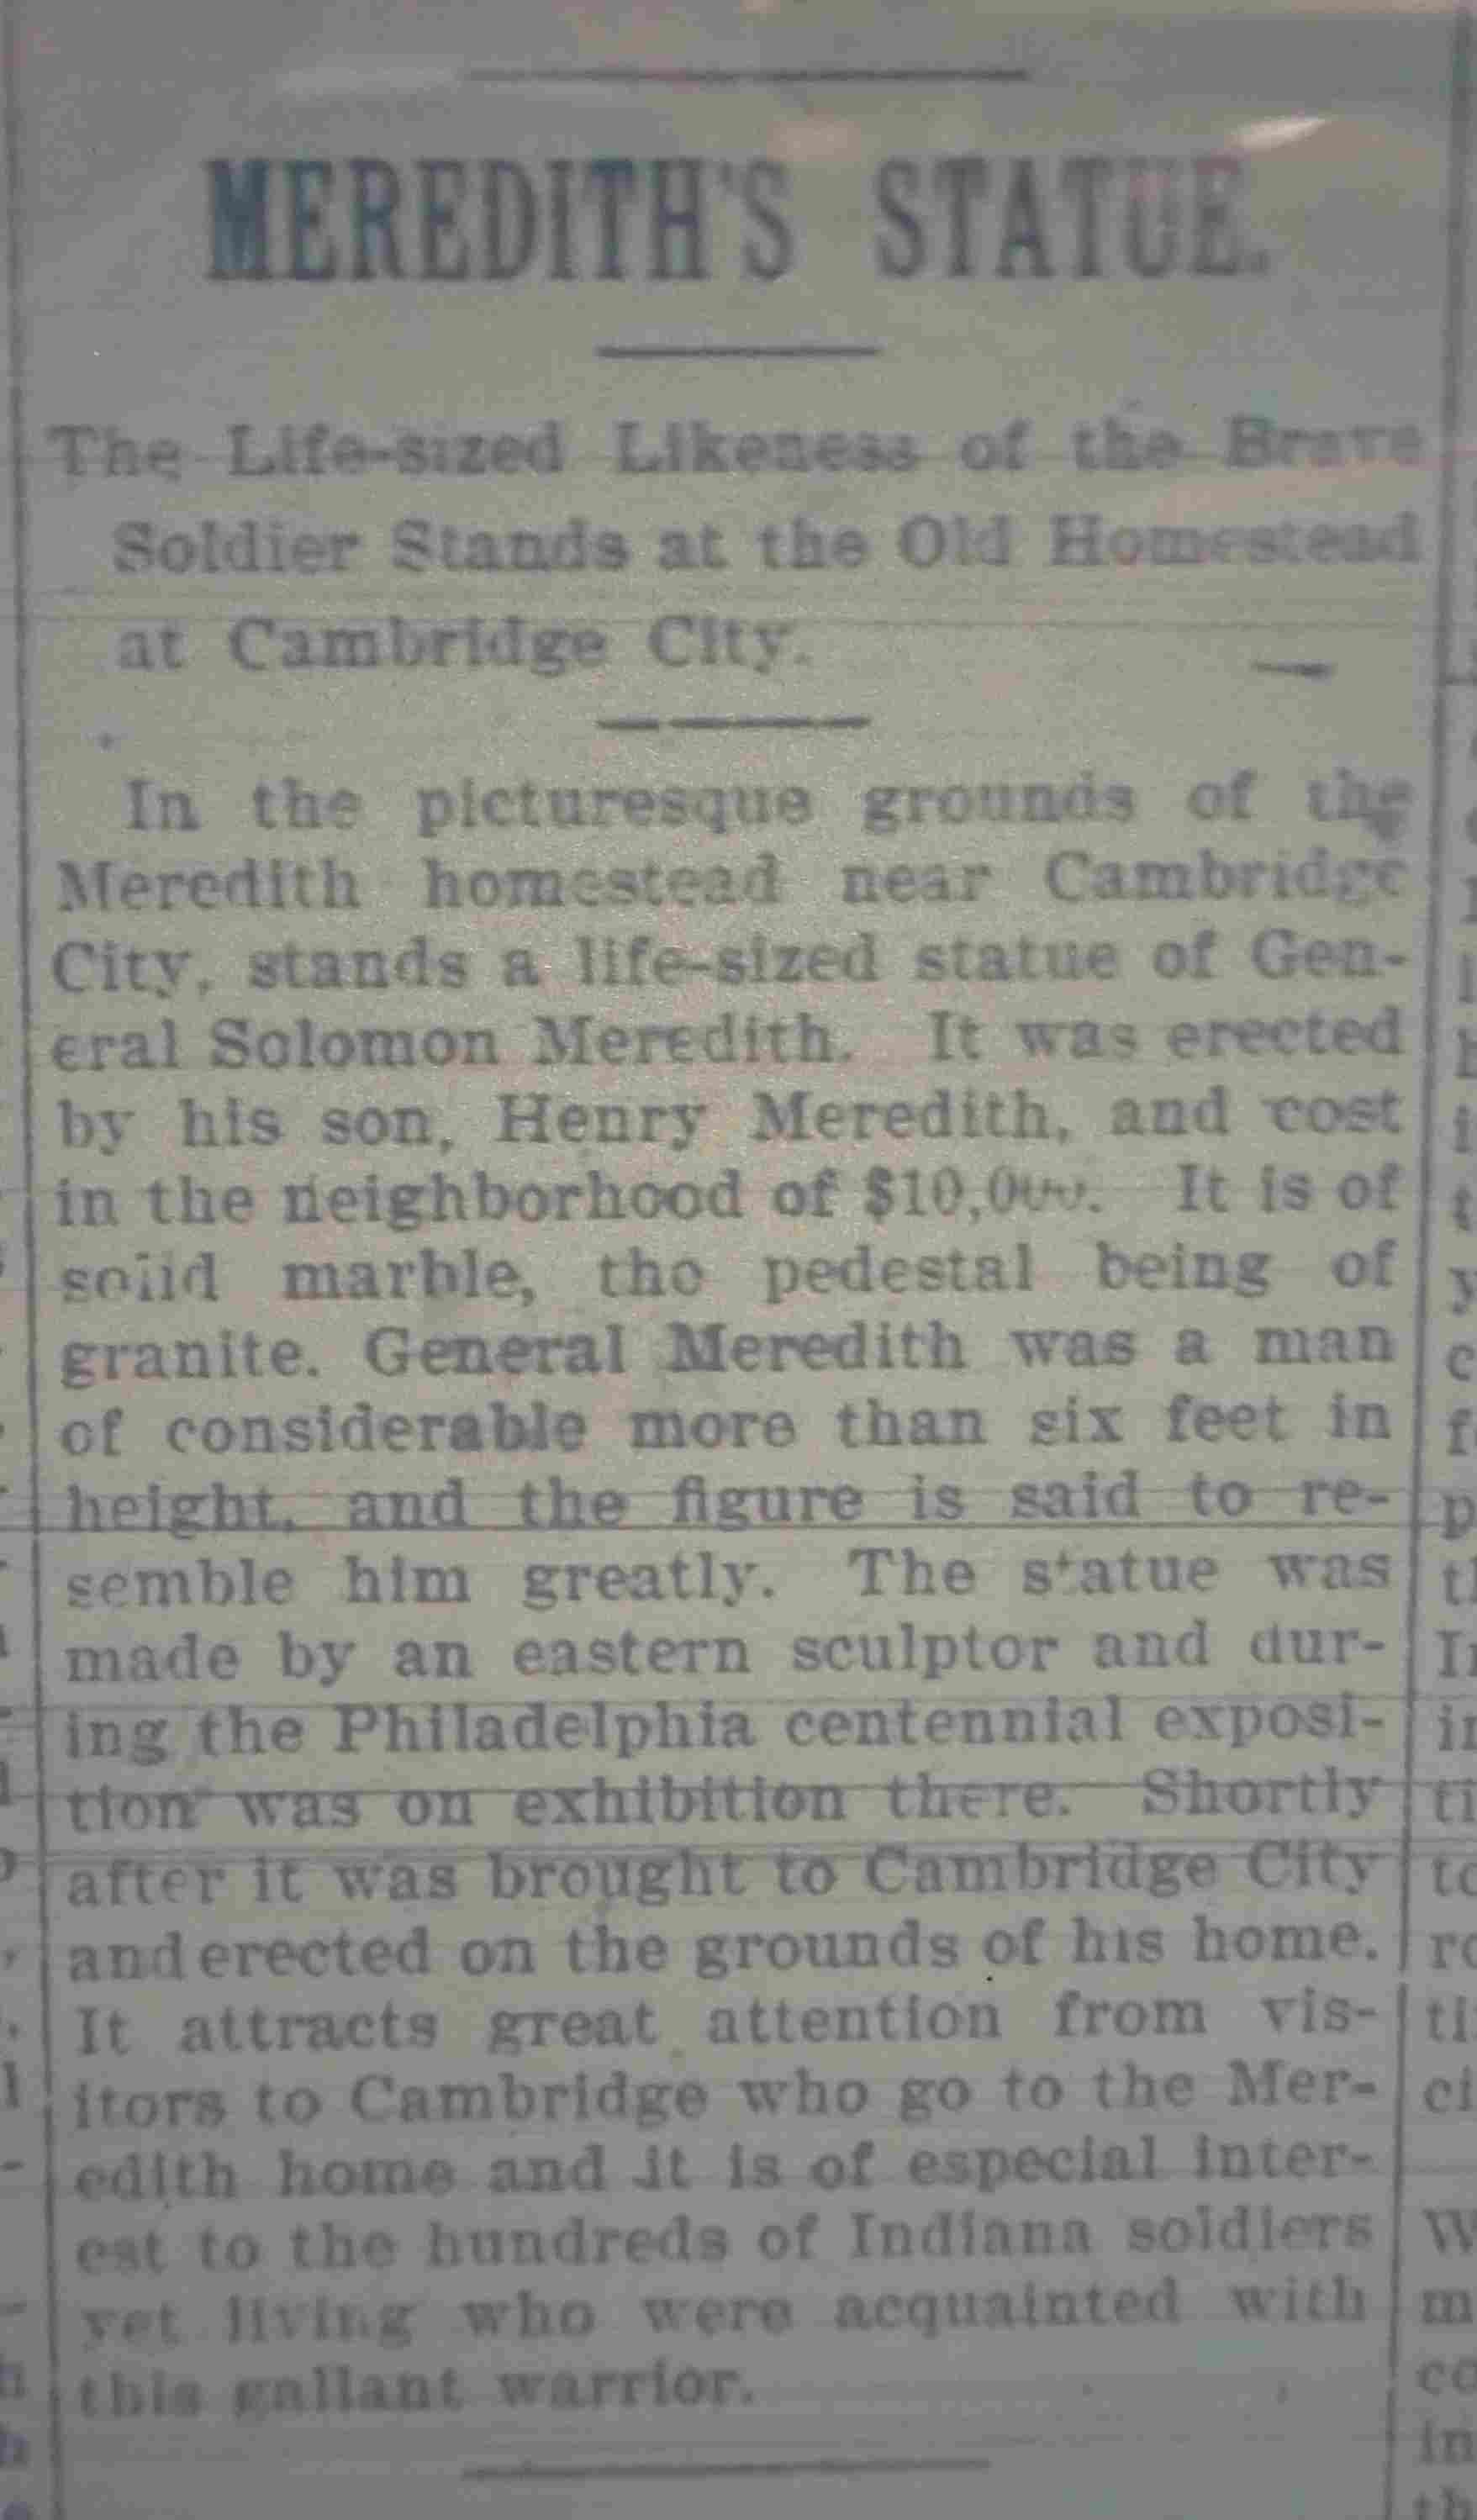 MEREDITH'S STATUE.
The Life-sized Likeness of the Brave
Soldier Stands at the Old Homestead
at Cambridge City.
In the picturesque grounds of the
Meredith homestead near Cambridge
City, stands a life-sized statue of Gen-
eral Solomon Meredith. It was erected
by his son, Henry Meredith, and cost
in the neighborhood of $10,000. It is of
solid marble, tho pedestal being of
granite. General Meredith was a man
of considerable more than six feet in
height, and the figure is said to re-
semble him greatly. The statue was
made by an eastern sculptor and dur-
ing the Philadelphia centennial exposi-
tion was on exhibition there. Shortly
after it was brought to Cambridge City
and erected on the grounds of his home.
It attracts great attention from vis-
itors to Cambridge who go to the Mer-
edith home and it is of especial inter-
est to the hundreds of Indiana soldiers
yet living who were acquainted with
this gallant warrior.